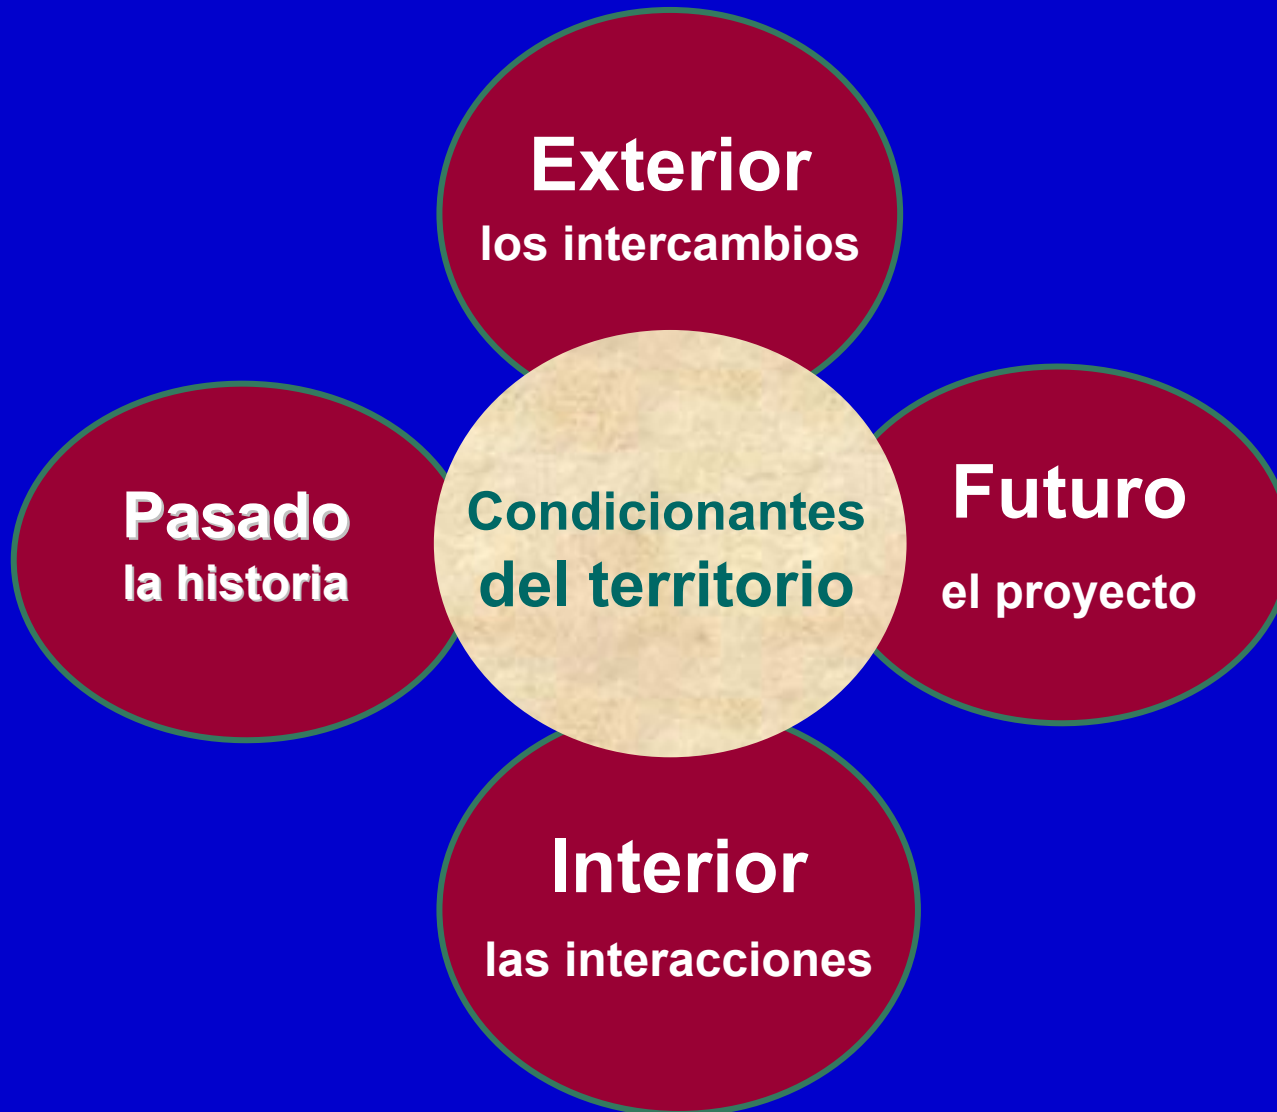 Exterior
los intercambios
Pasado
la historia
Condicionantes
del territorio
Futuro
el proyecto
Interior
las interacciones